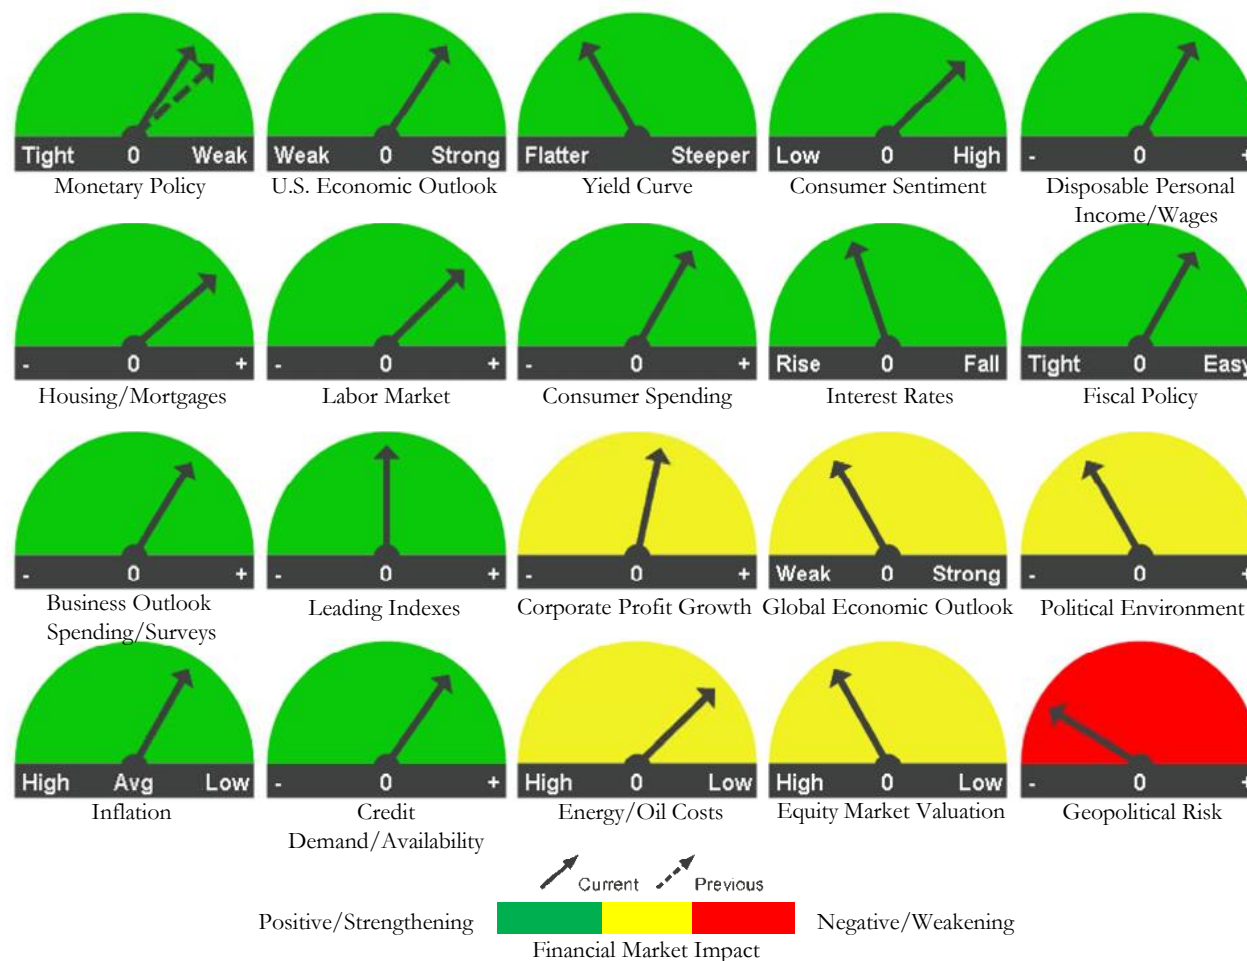 Tight 0 Weak
Weak 0 Strong
Flatter Steeper
Low 0 High
- 0 +
Monetary Policy
U.S. Economic Outlook
Yield Curve
Consumer Sentiment
Disposable Personal
Income/Wages
- 0 +
- 0 +
- 0 +
Rise 0 Fall
Tight 0 Easy
Housing/Mortgages
Labor Market
Consumer Spending
Interest Rates
Fiscal Policy
- 0 +
- 0 +
- 0 +
Weak 0 Strong
- 0 +
Business Outlook
Spending/Surveys
Leading Indexes
Corporate Profit Growth
Global Economic Outlook
Political Environment
High Avg Low
- 0 +
High 0 Low
High 0 Low
- 0 +
Inflation
Credit
Demand/Availability
Energy/Oil Costs
Equity Market Valuation
Geopolitical Risk
Current Previous
Positive/Strengthening
Negative/Weakening
Financial Market Impact